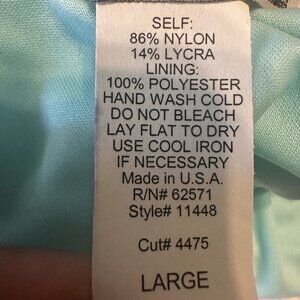 SELF:
86% NYLON
14% LYCRA
LINING:
100% POLYESTER
HAND WASH COLD
DO NOT BLEACH
LAY FLAT TO DRY
USE COOL IRON
IF NECESSARY
Made in U.S.A.
R/N# 62571
Style# 11448
Cut# 4475
LARGE